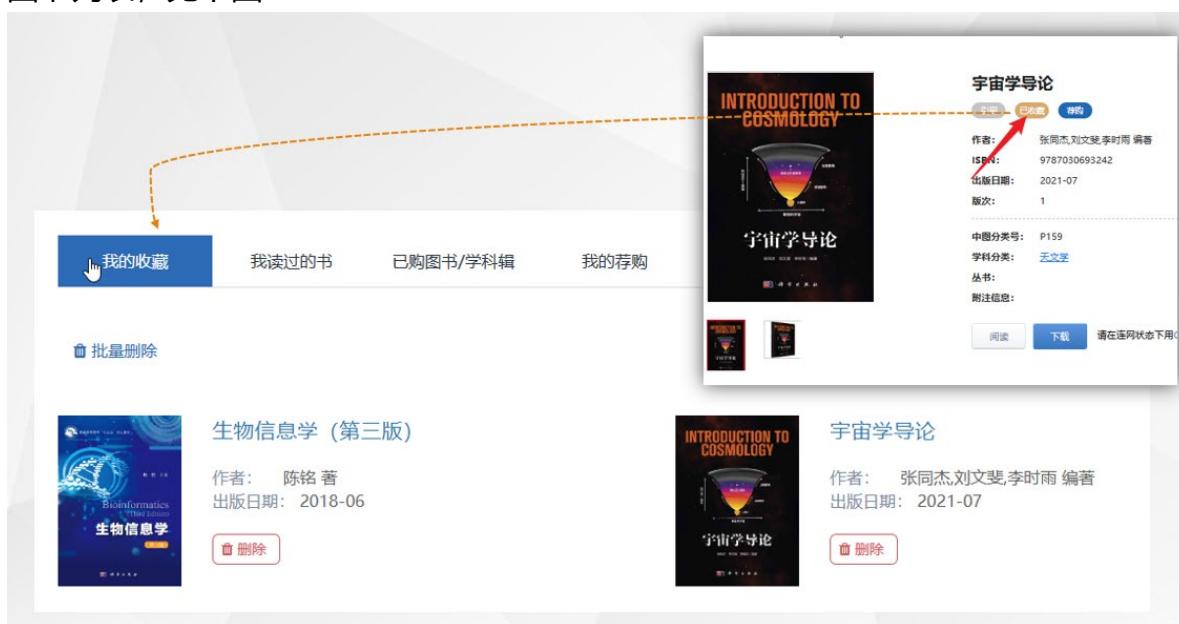 INTRODUCTION TO
COSMOLOGY
宇宙学导论
科学出版社
宇宙学导论
引用 已收藏 荐购
作者： 张同杰,刘文斐,李时雨 编著
ISBN： 9787030693242
出版日期： 2021-07
版次： 1
中图分类号： P159
学科分类： 天文学
丛书：
附注信息：
阅读 下载 请在连网状态下用
我的收藏 我读过的书 已购图书/学科辑 我的荐购
批量删除
Bioinformatics
Third Edition
生物信息学
生物信息学（第三版）
作者： 陈铭 著
出版日期： 2018-06
删除
INTRODUCTION TO
COSMOLOGY
宇宙学导论
宇宙学导论
作者： 张同杰,刘文斐,李时雨 编著
出版日期： 2021-07
删除